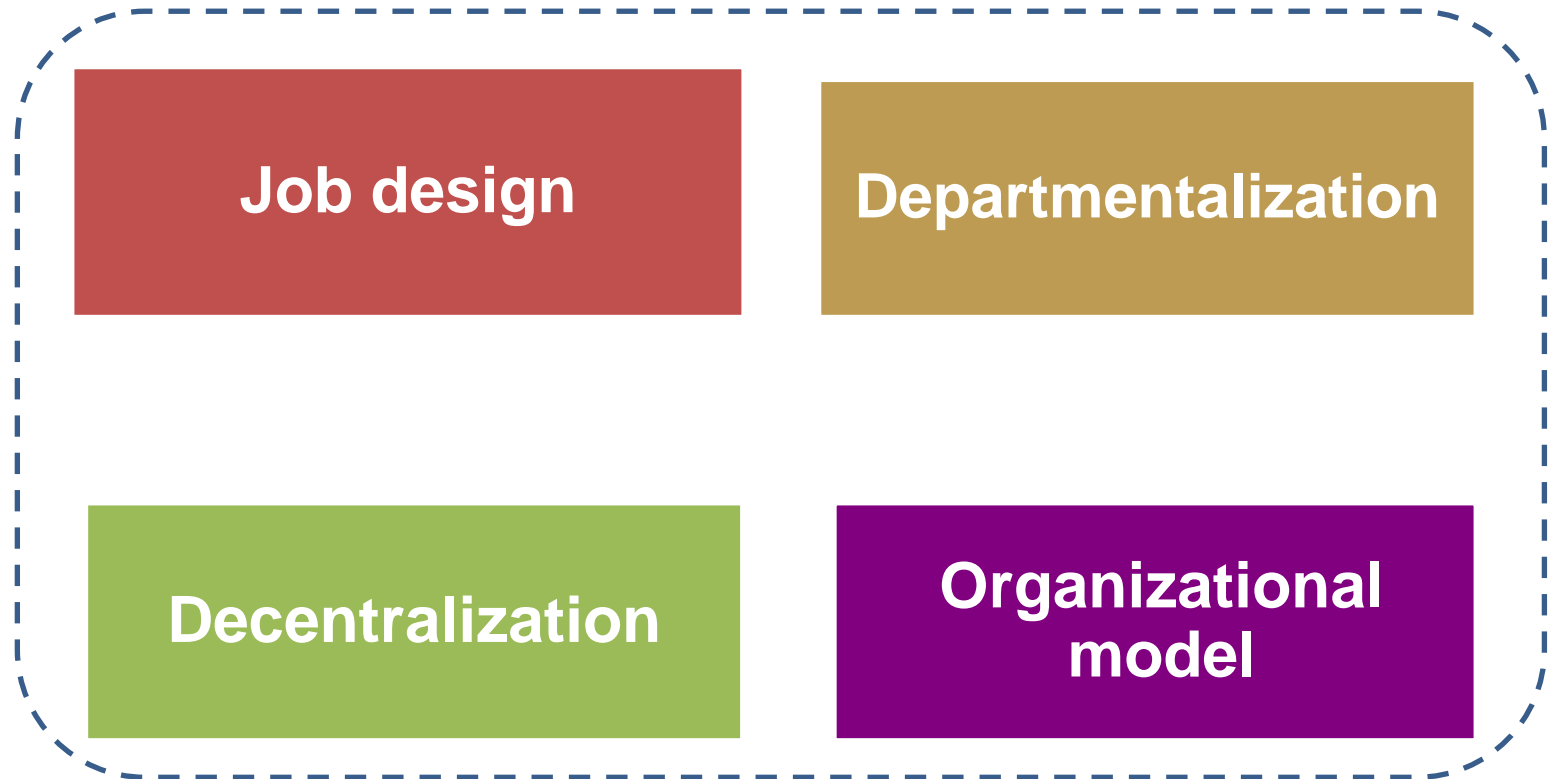 Job design
Departmentalization
Decentralization
Organizational
model